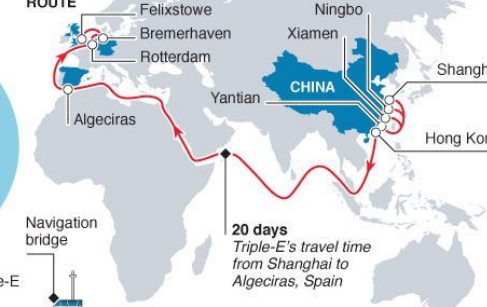 ROUTE
Felixstowe
Bremerhaven
Rotterdam
Algeciras
Ningbo
Xiamen
CHINA
Yantian
Shangh
Hong Kon
20 days
Triple-E's travel time
from Shanghai to
Algeciras, Spain
Navigation
bridge
e-E